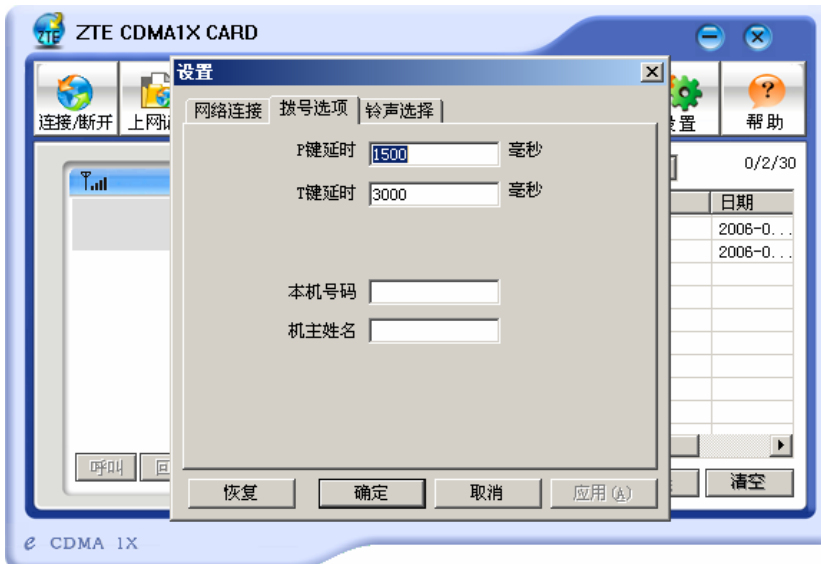 ZTE CDMA1X CARD
ZTE
设置
连接/断开
上网
置
帮助
网络连接
拨号选项
铃声选择
P键延时 1500 毫秒
T键延时 3000 毫秒
本机号码
机主姓名
0/2/30
日期
2006-0...
2006-0...
呼叫
回
清空
恢复
确定
取消
应用(A)
e CDMA 1X